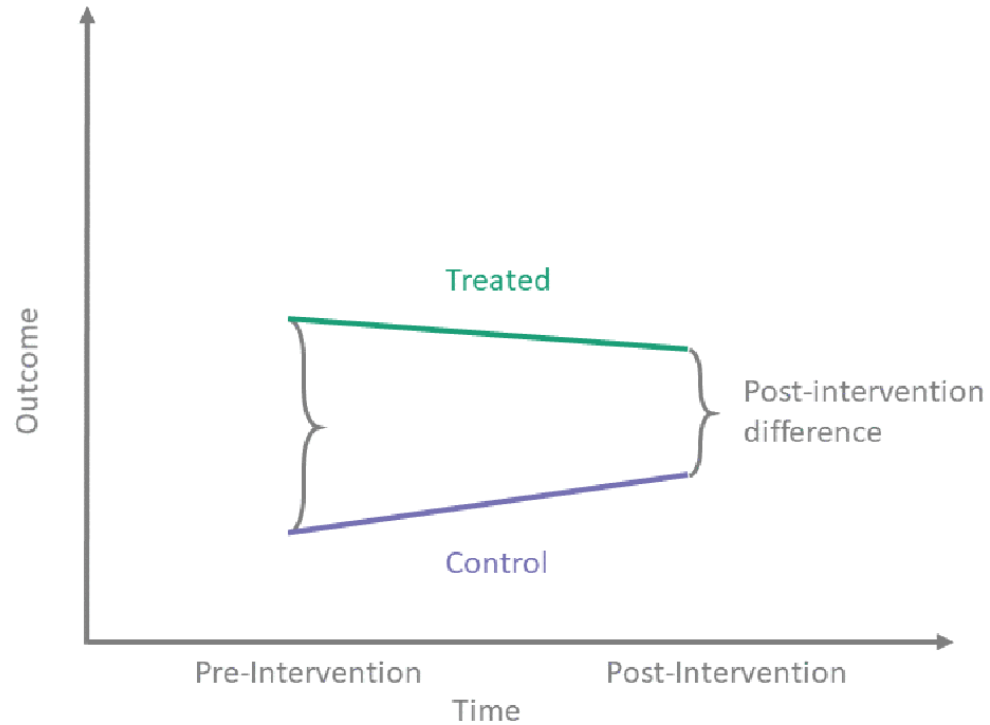 Treated
Outcome
Post-intervention
difference
Control
Pre-Intervention
Post-Intervention
Time